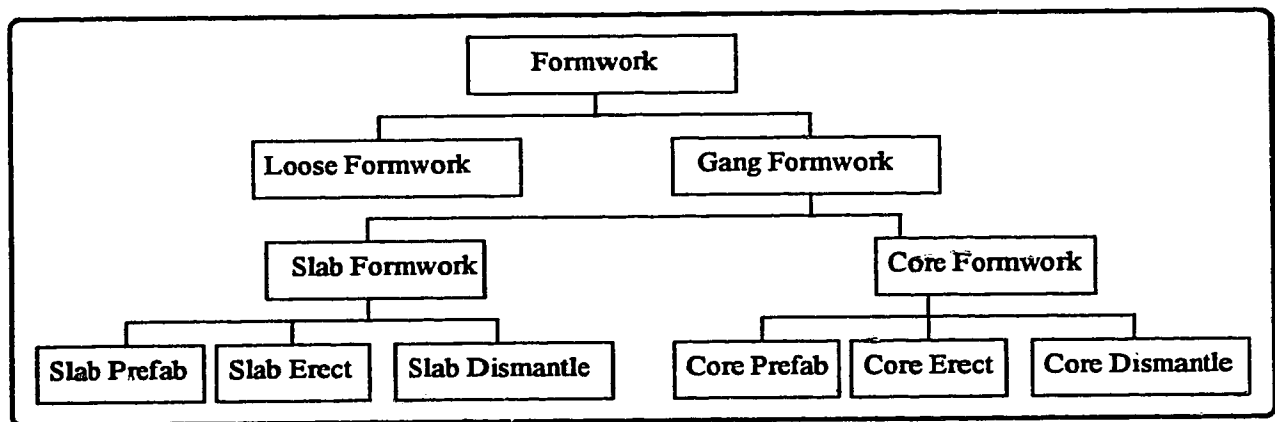 Formwork
Loose Formwork
Gang Formwork
Slab Formwork
Core Formwork
Slab Prefab
Slab Erect
Slab Dismantle
Core Prefab
Core Erect
Core Dismantle